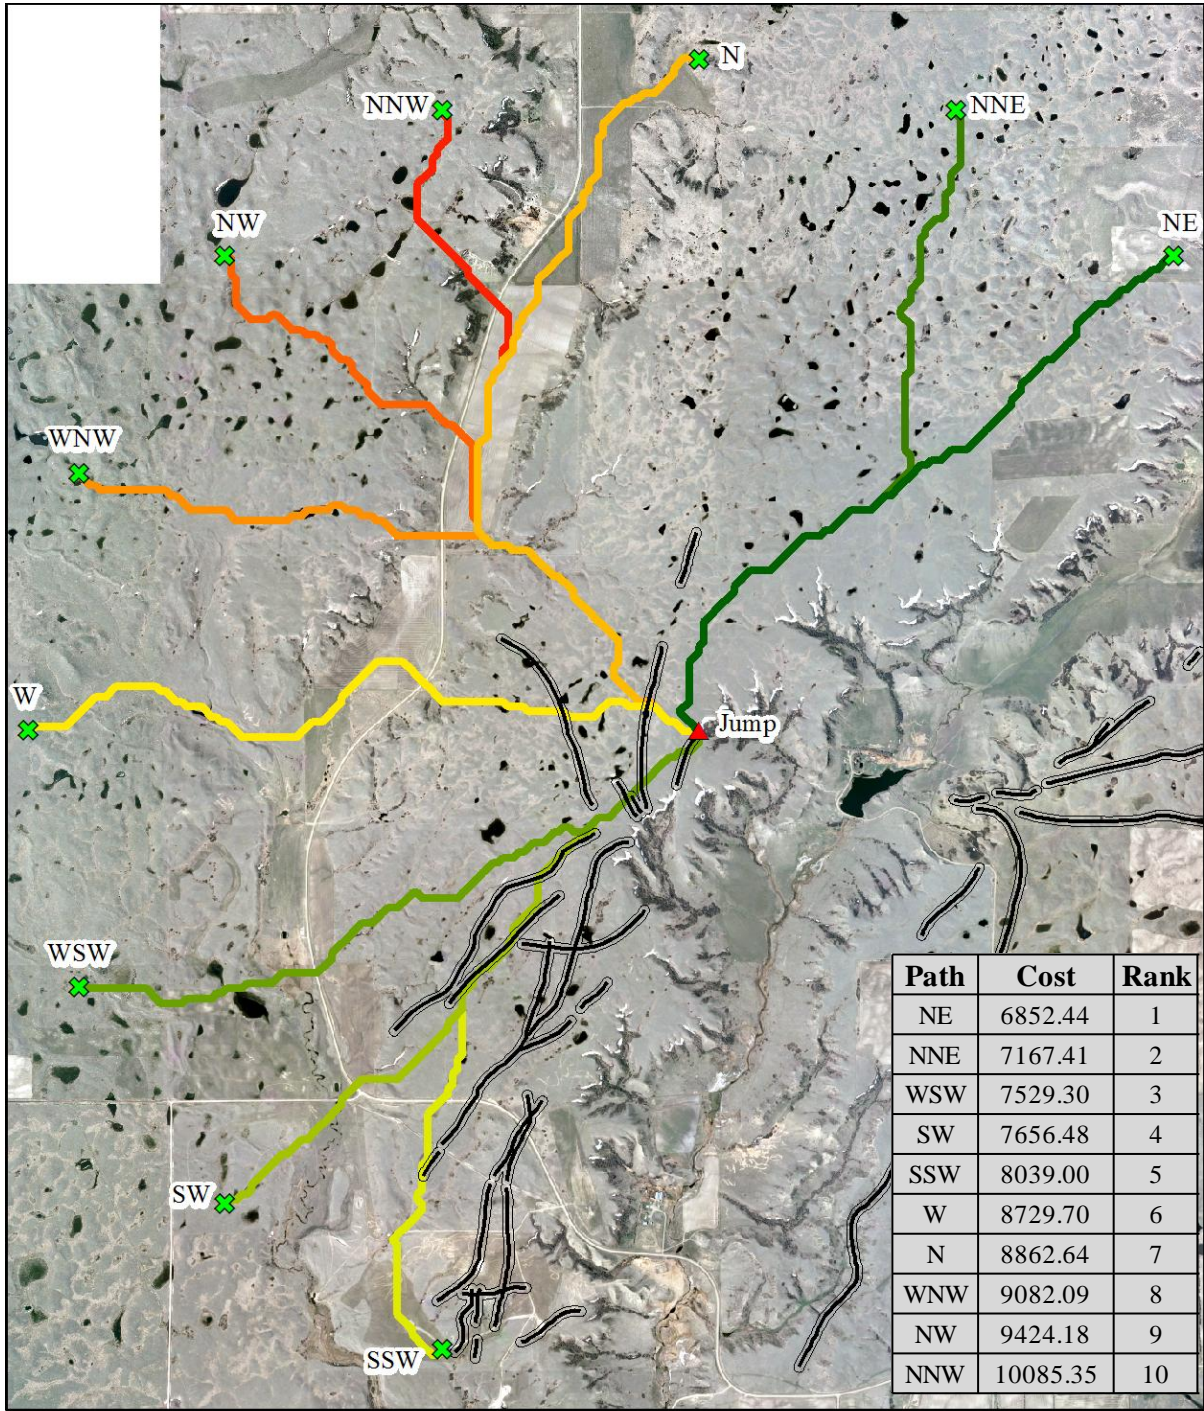 N
NNW
NNE
NW
NE
WNW
W
Jump
WSW
SW
SSW
Path Cost Rank
NE 6852.44 1
NNE 7167.41 2
WSW 7529.30 3
SW 7656.48 4
SSW 8039.00 5
W 8729.70 6
N 8862.64 7
WNW 9082.09 8
NW 9424.18 9
NNW 10085.35 10